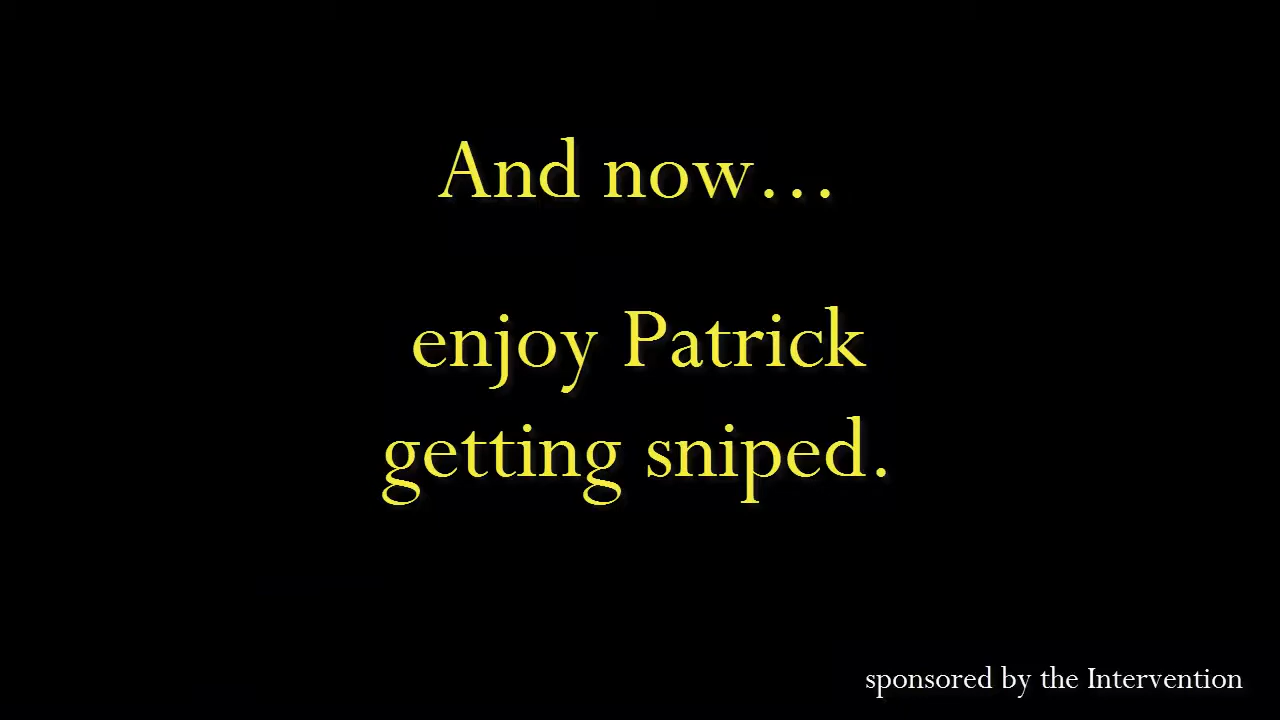 And now…
enjoy Patrick
getting sniped.
sponsored by the Intervention